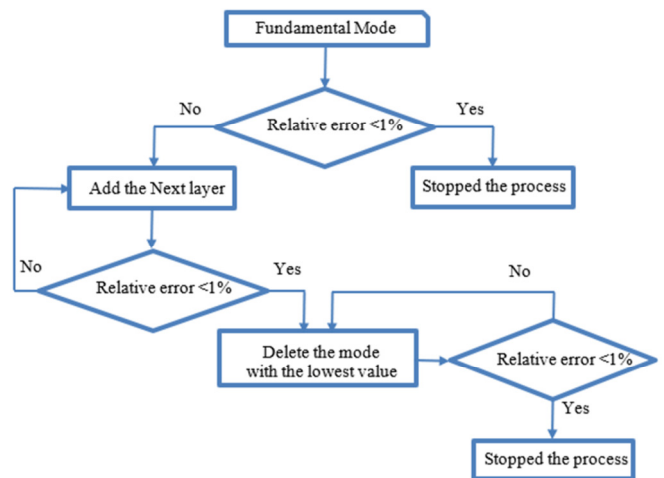 Fundamental Mode
No
Relative error <1%
Yes
Add the Next layer
Stopped the process
No
Relative error <1%
Yes
No
Delete the mode
with the lowest value
Relative error <1%
Yes
Stopped the process